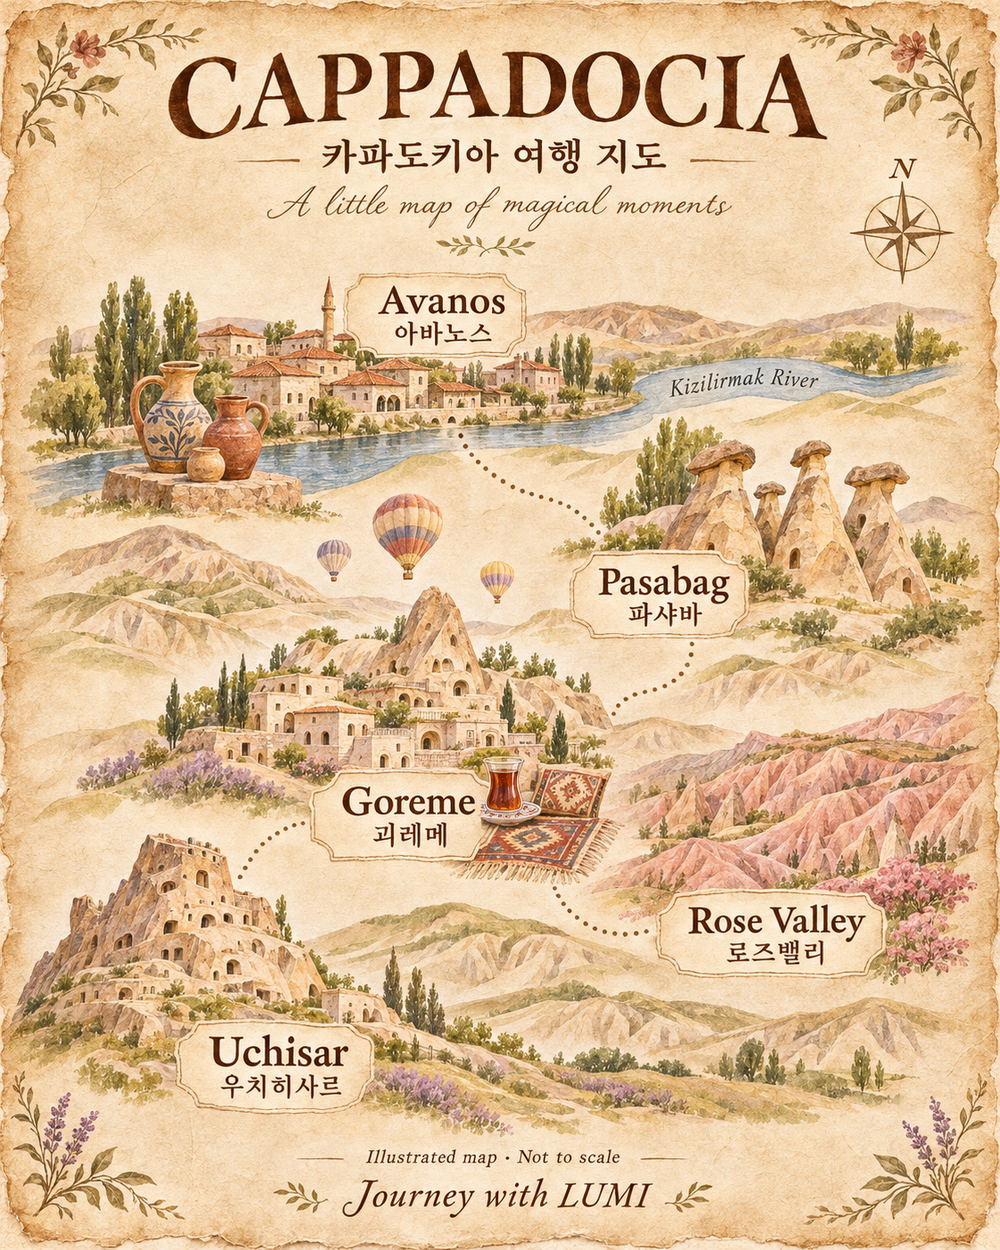 CAPPADOCIA
카파도키아 여행 지도
A little map of magical moments
N
Avanos
아바노스
Kizilirmak River
Pasabag
파샤바
Goreme
괴레메
Rose Valley
로즈밸리
Uchisar
우치히사르
Illustrated map · Not to scale
Journey with LUMI